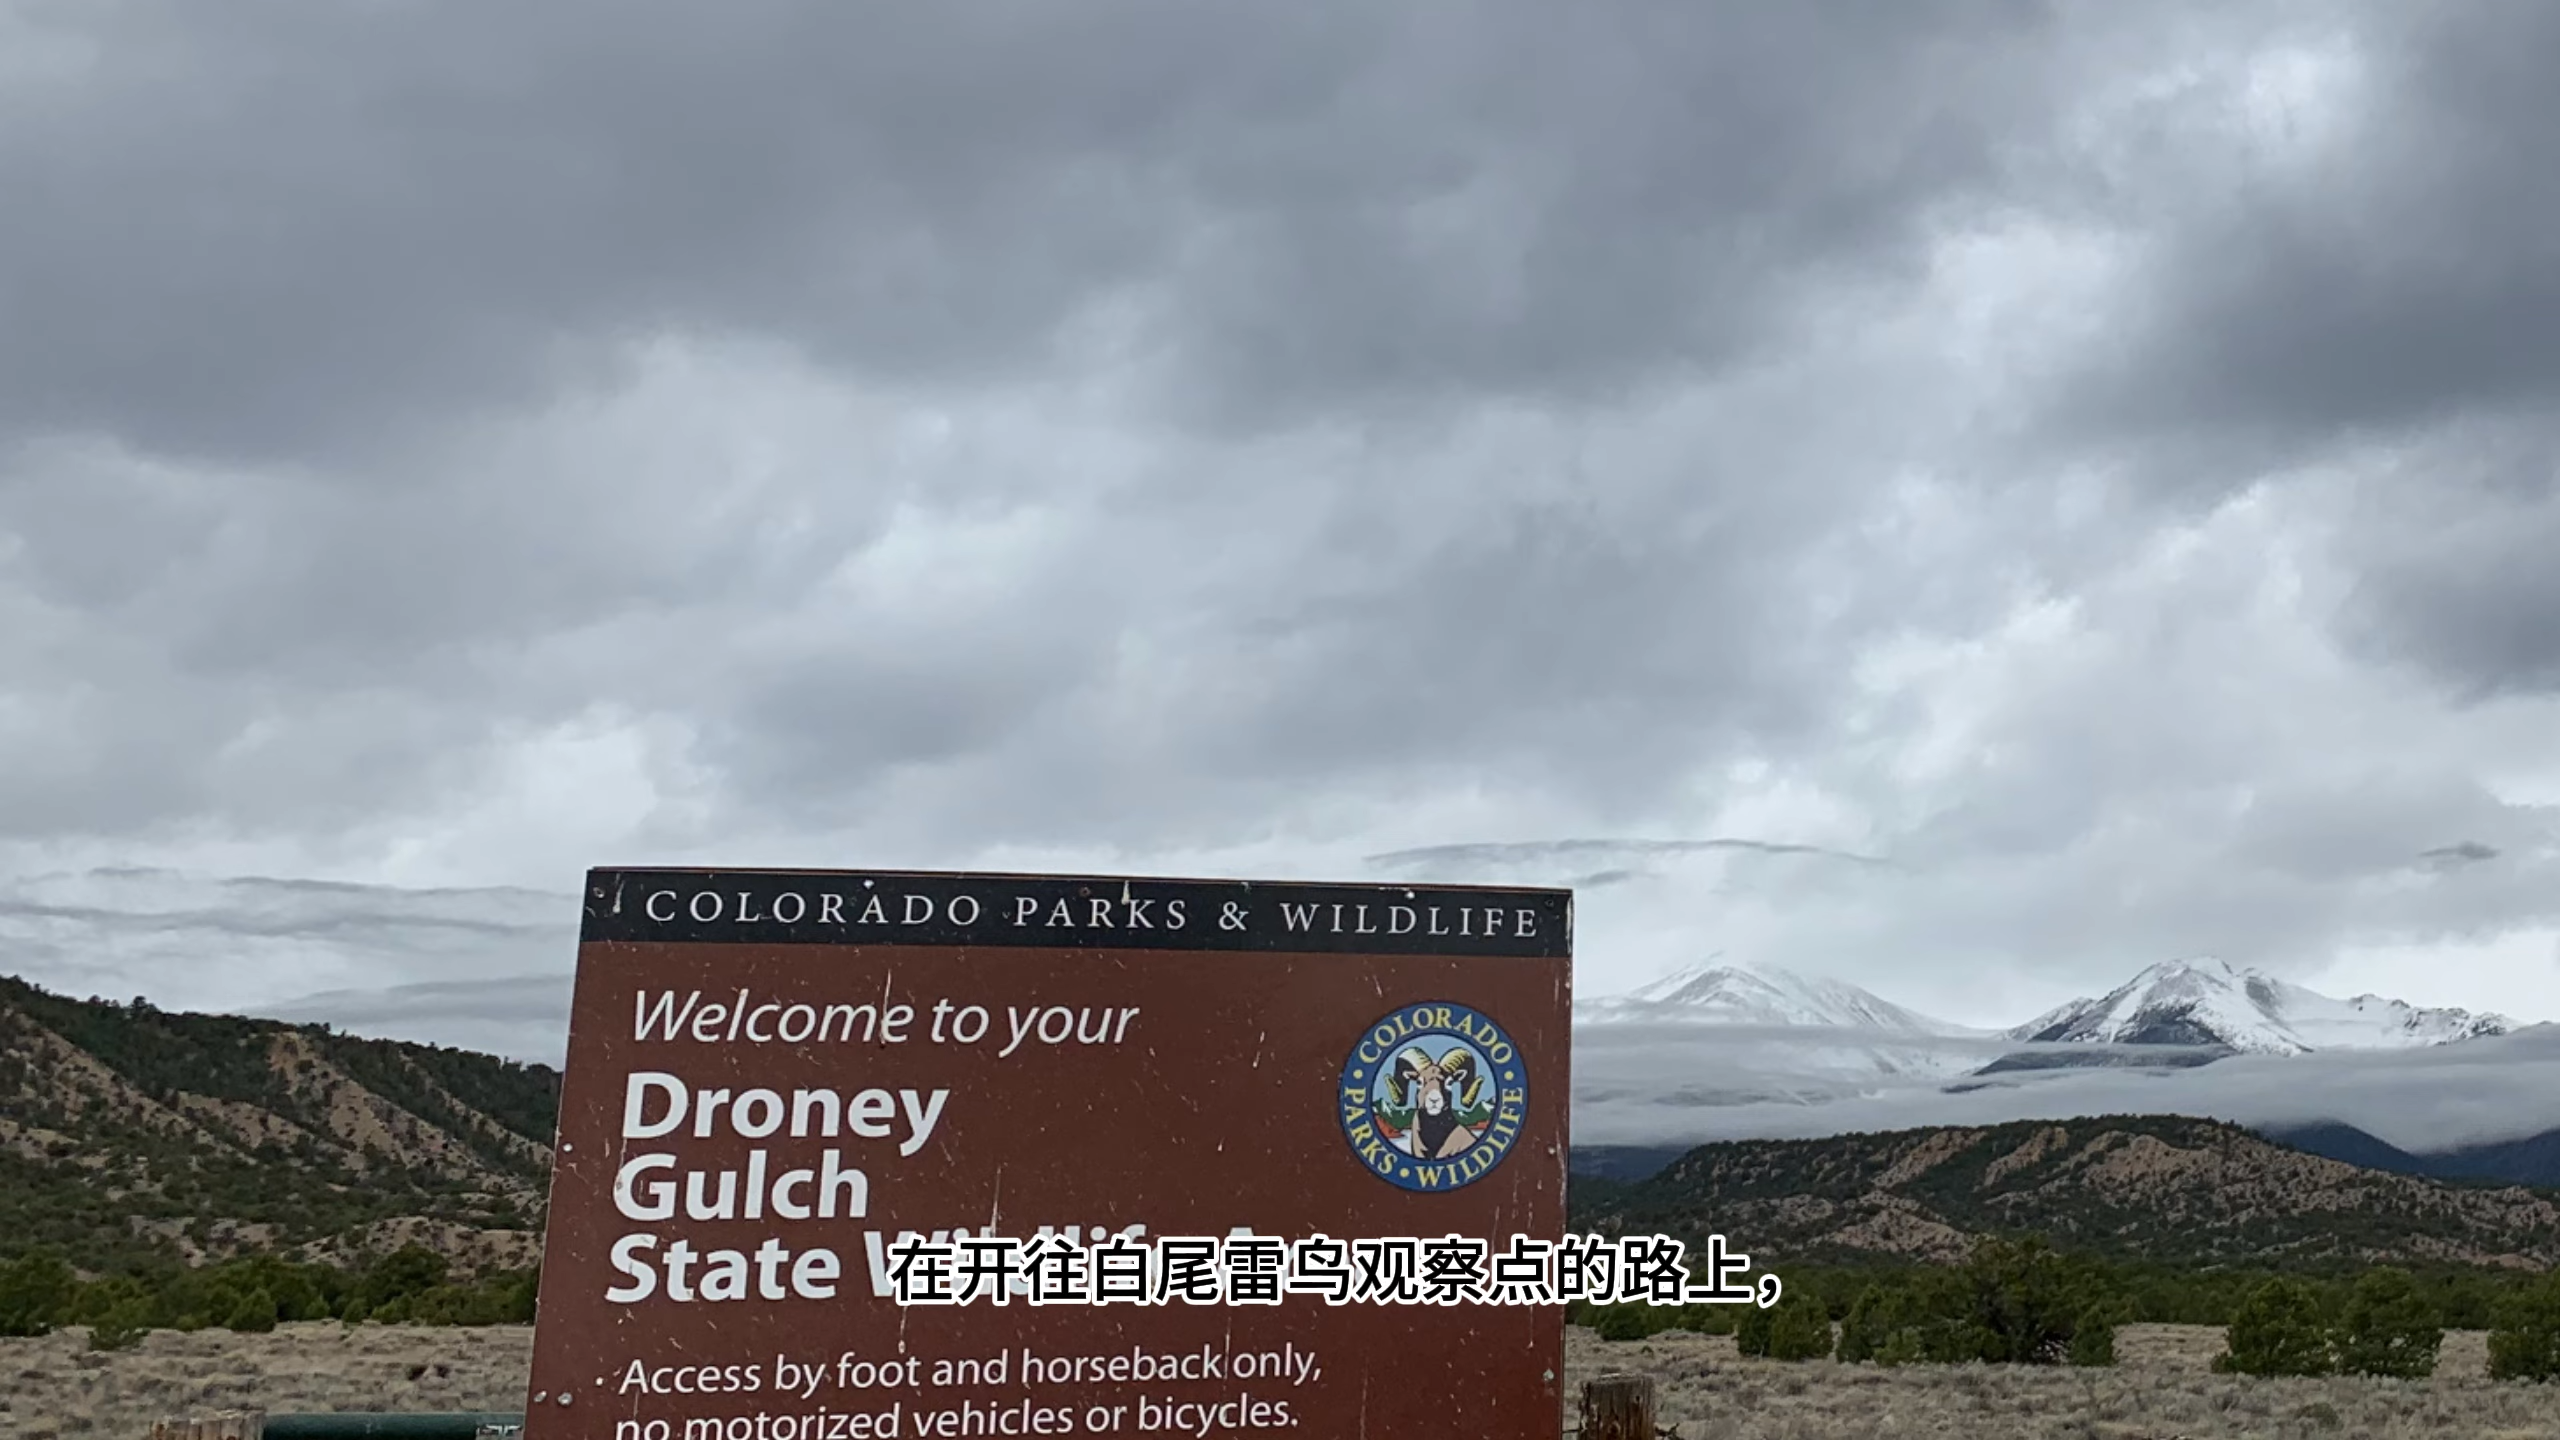 COLORADO PARKS & WILDLIFE
Welcome to your
Droney
Gulch
State
COLORADO PARKS • WILDLIFE
在开往白尾雷鸟观察点的路上，
· Access by foot and horseback only,
no motorized vehicles or bicycles.